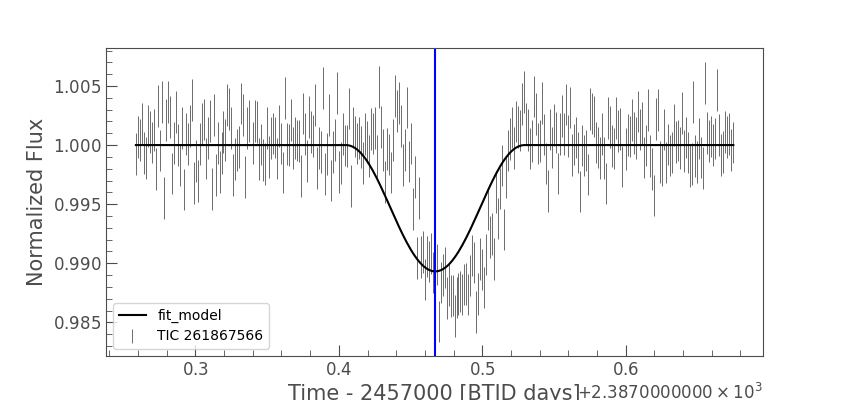 1.005
1.000
0.995
0.990
0.985
Normalized Flux
fit_model
TIC 261867566
0.3 0.4 0.5 0.6
Time - 2457000 [BTJD days]
+2.3870000000 × 10³